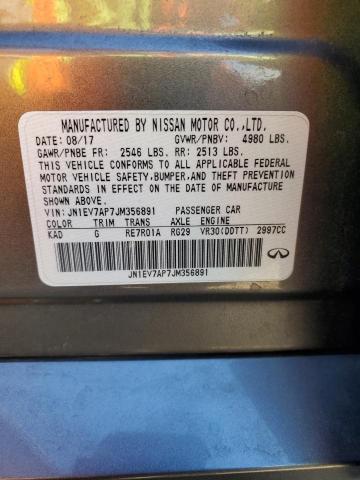 MANUFACTURED BY NISSAN MOTOR CO.,LTD.
DATE: 08/17 GVWR/PNBV: 4980 LBS.
GAWR/PNBE FR: 2546 LBS. RR: 2513 LBS.
THIS VEHICLE CONFORMS TO ALL APPLICABLE FEDERAL
MOTOR VEHICLE SAFETY,BUMPER,AND THEFT PREVENTION
STANDARDS IN EFFECT ON THE DATE OF MANUFACTURE
SHOWN ABOVE.
VIN: JN1EV7AP7JM356891 PASSENGER CAR
COLOR TRIM TRANS AXLE ENGINE
KAD G RE7R01A RG29 VR30(DDTT) 2997CC
JN1EV7AP7JM356891